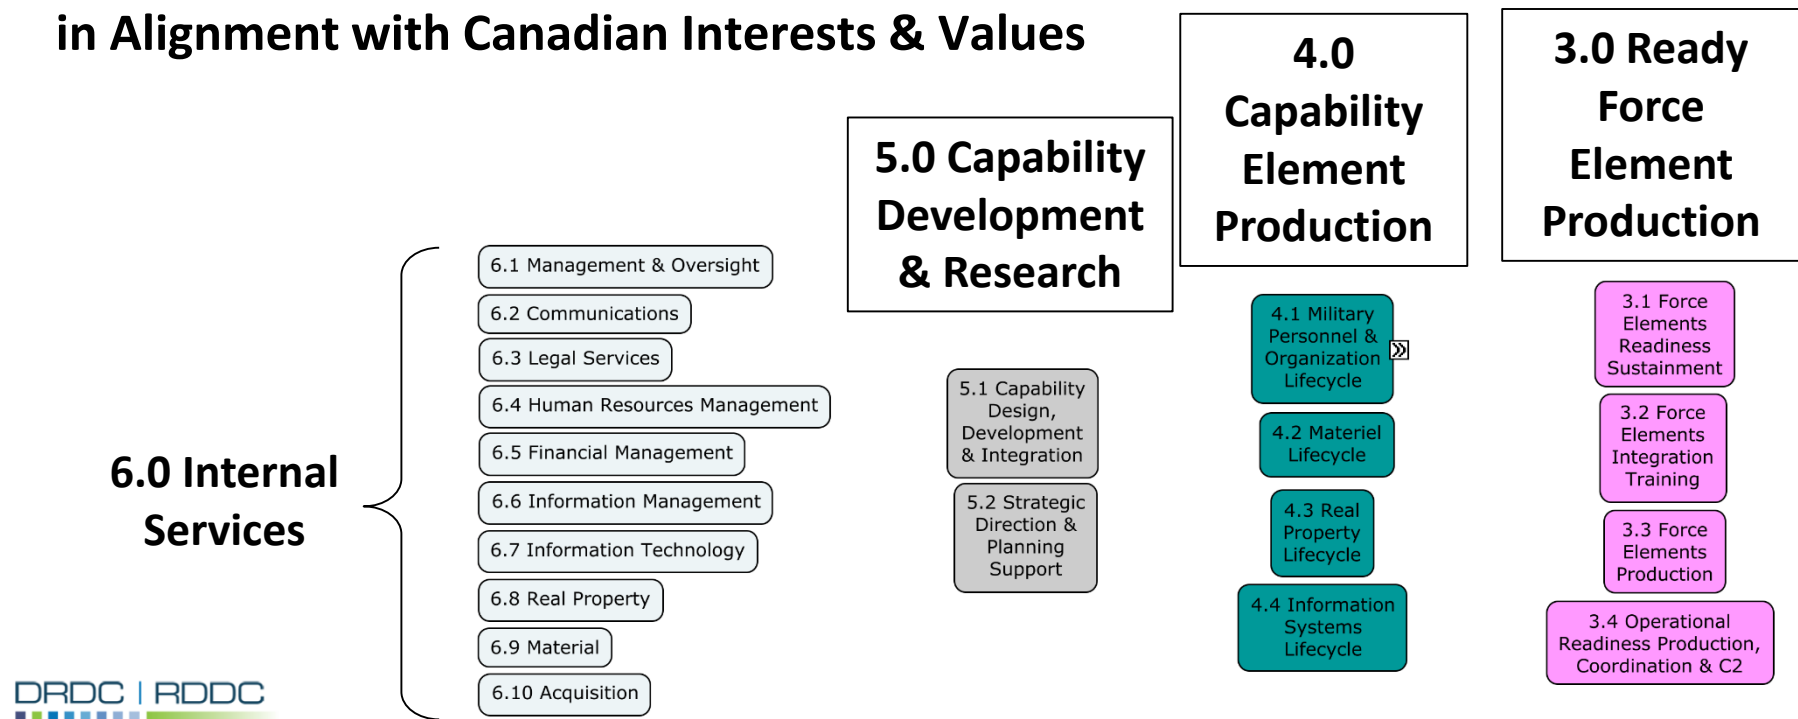 in Alignment with Canadian Interests & Values
6.0 Internal
Services
6.1 Management & Oversight
6.2 Communications
6.3 Legal Services
6.4 Human Resources Management
6.5 Financial Management
6.6 Information Management
6.7 Information Technology
6.8 Real Property
6.9 Material
6.10 Acquisition
5.0 Capability
Development
& Research
5.1 Capability
Design,
Development
& Integration
5.2 Strategic
Direction &
Planning
Support
4.0
Capability
Element
Production
4.1 Military
Personnel &
Organization
Lifecycle
4.2 Materiel
Lifecycle
4.3 Real
Property
Lifecycle
4.4 Information
Systems
Lifecycle
3.0 Ready
Force
Element
Production
3.1 Force
Elements
Readiness
Sustainment
3.2 Force
Elements
Integration
Training
3.3 Force
Elements
Production
3.4 Operational
Readiness Production,
Coordination & C2
DRDC | RDDC